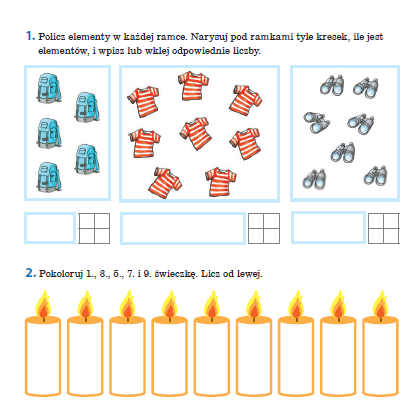 1. Policz elementy w każdej ramce. Narysuj pod ramkami tyle kresek, ile jest
elementów, i wpisz lub wklej odpowiednie liczby.
2. Pokoloruj 1., 8., 5., 7. i 9. świeczkę. Licz od lewej.